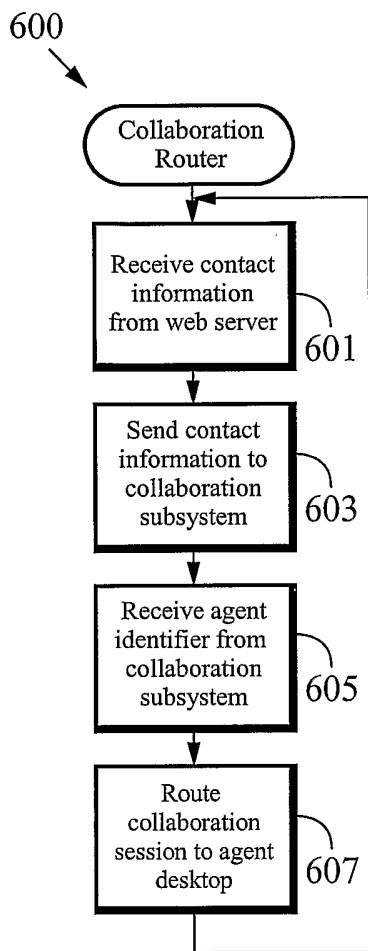 600
Collaboration
Router
Receive contact
information
from web server
601
Send contact
information to
collaboration
subsystem
603
Receive agent
identifier from
collaboration
subsystem
605
Route
collaboration
session to agent
desktop
607